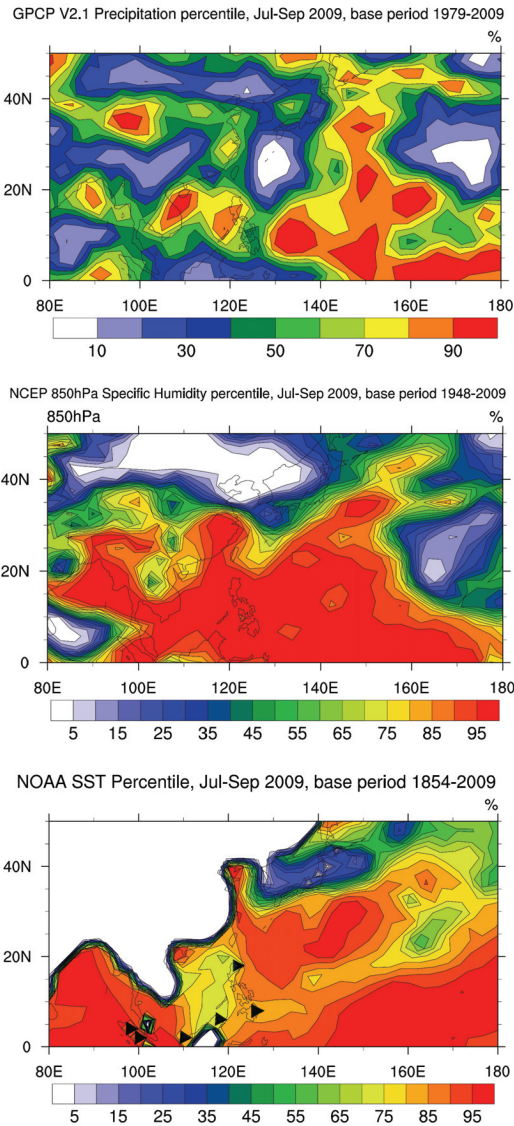 GPCP V2.1 Precipitation percentile, Jul-Sep 2009, base period 1979-2009
%
40N
20N
0
80 100E 120E 140E 160E 180
10 30 50 70 90
NCEP 850hPa Specific Humidity percentile, Jul-Sep 2009, base period 1948-2009
850hPa %
40N
20N
0
80E 100E 120E 140E 160E 180
5 15 25 35 45 55 65 75 85 95
NOAA SST Percentile, Jul-Sep 2009, base period 1854-2009
%
40N
20N
0
80E 100E 120E 140E 160E 180
5 15 25 35 45 55 65 75 85 95